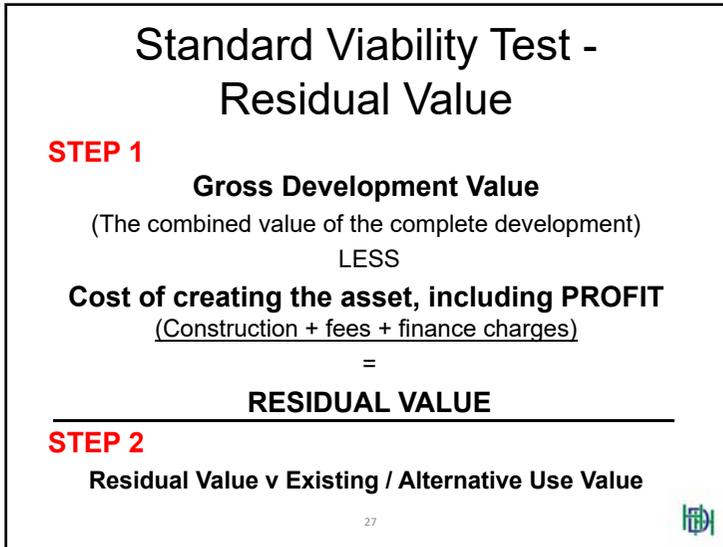 Standard Viability Test -
Residual Value
STEP 1
Gross Development Value
(The combined value of the complete development)
LESS
Cost of creating the asset, including PROFIT
(Construction + fees + finance charges)
=
RESIDUAL VALUE
STEP 2
Residual Value v Existing / Alternative Use Value
27
HDH